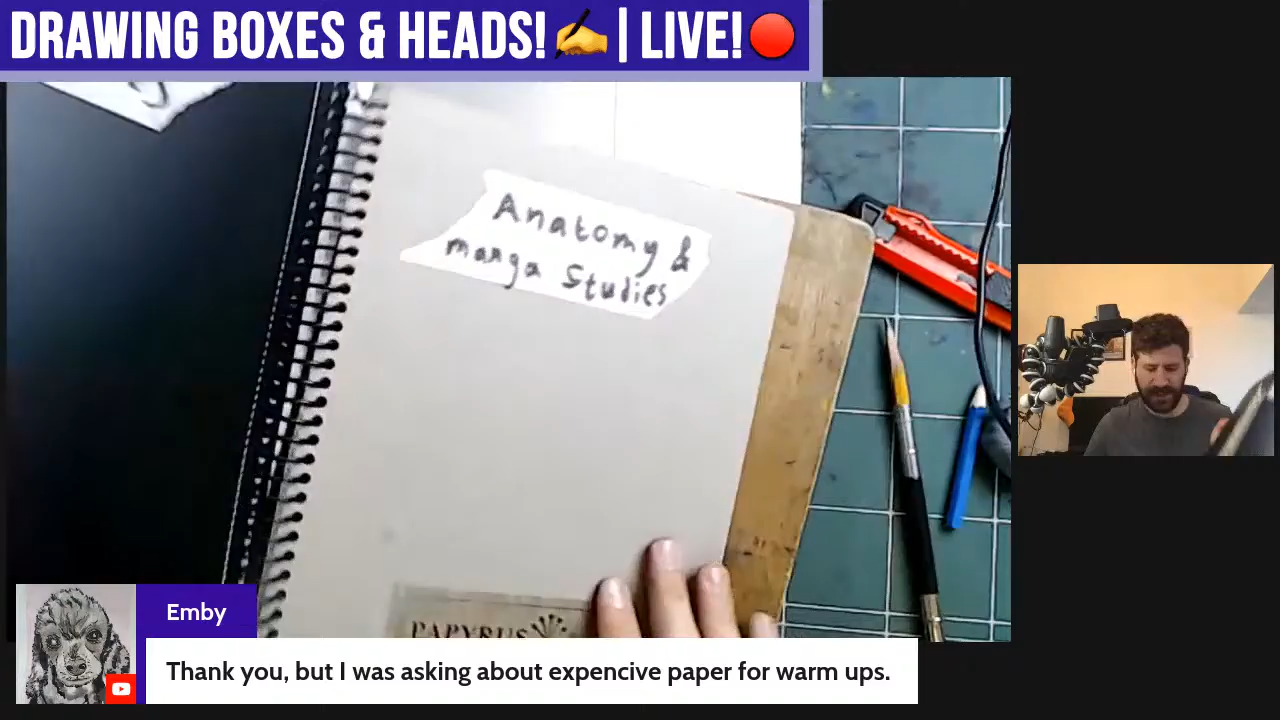 DRAWING BOXES & HEADS!✍️| LIVE!🔴
Anatomy &
manga Studies
PAPYRUS
Emby
Thank you, but I was asking about expencive paper for warm ups.